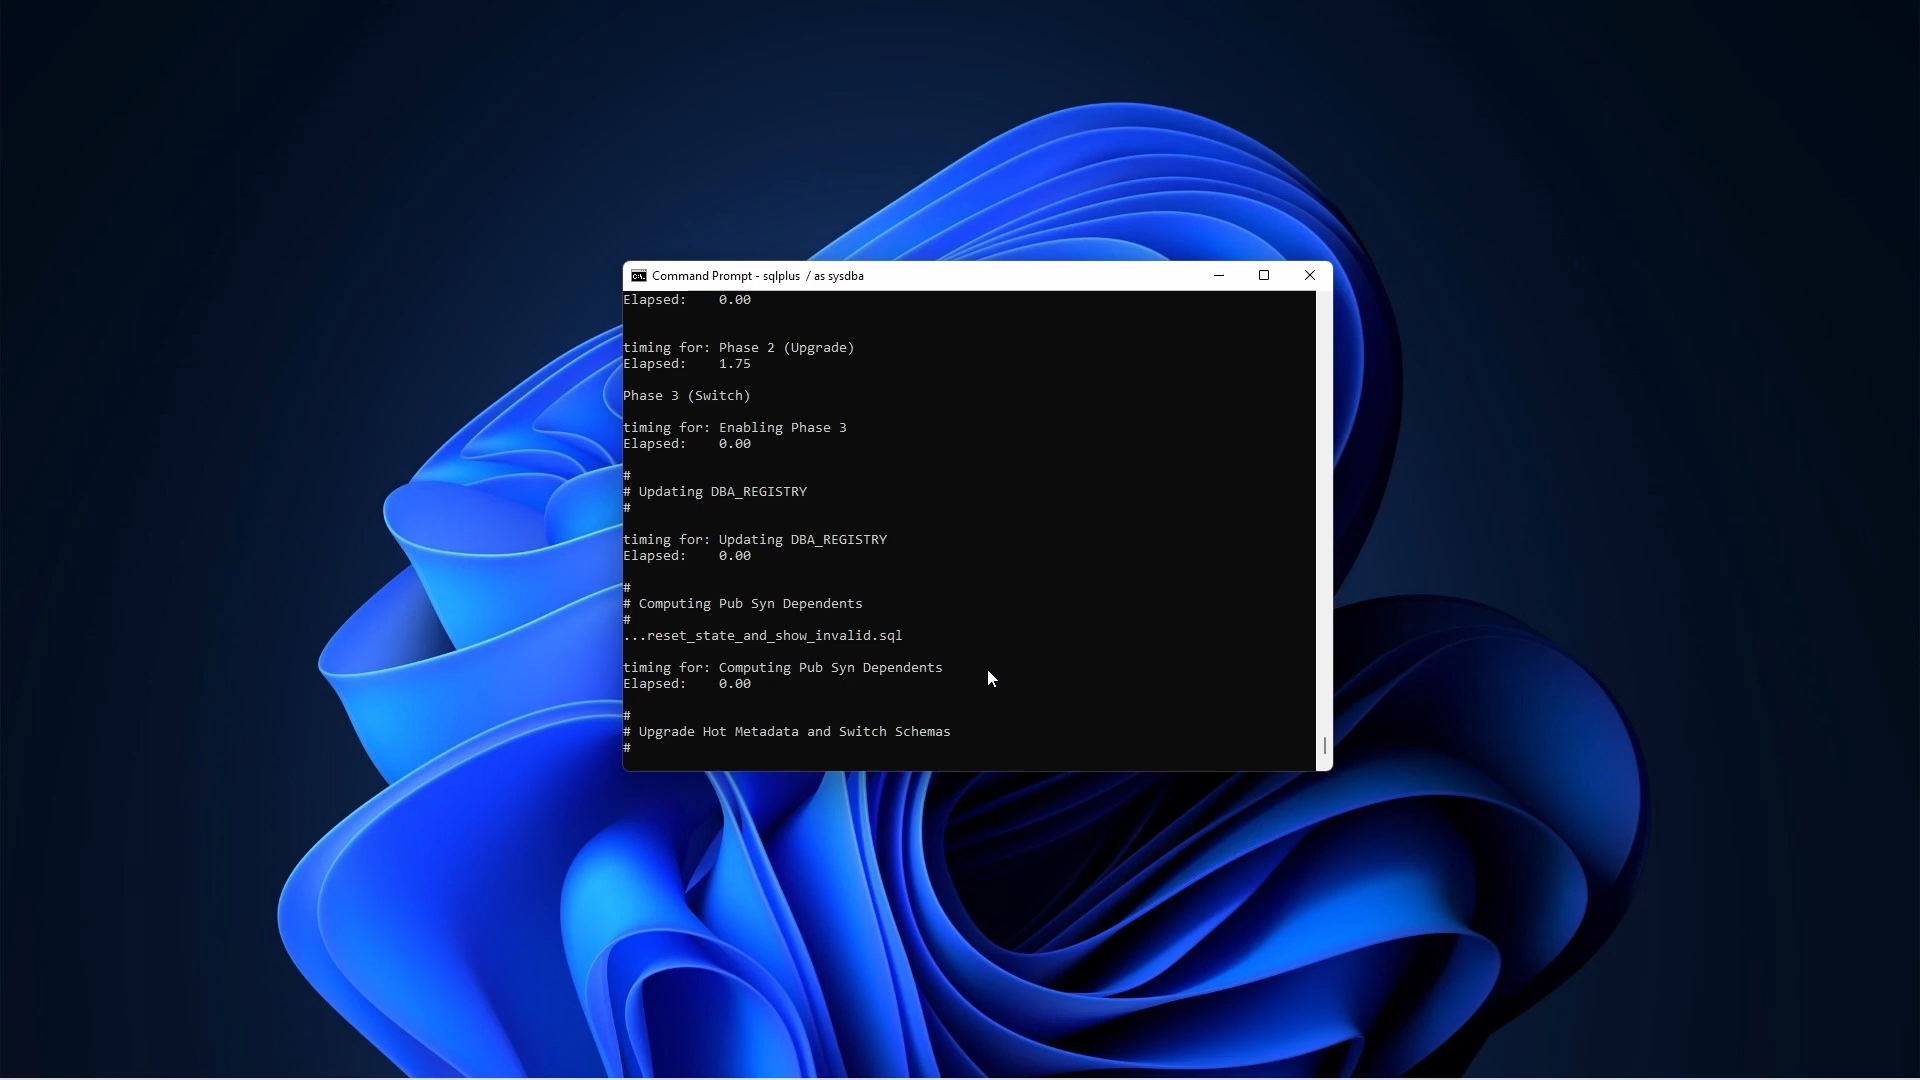 Command Prompt - sqlplus / as sysdba
Elapsed:    0.00
timing for: Phase 2 (Upgrade)
Elapsed:    1.75
Phase 3 (Switch)
timing for: Enabling Phase 3
Elapsed:    0.00
#
# Updating DBA_REGISTRY
#
timing for: Updating DBA_REGISTRY
Elapsed:    0.00
#
# Computing Pub Syn Dependents
#
...reset_state_and_show_invalid.sql
timing for: Computing Pub Syn Dependents
Elapsed:    0.00
#
# Upgrade Hot Metadata and Switch Schemas
#